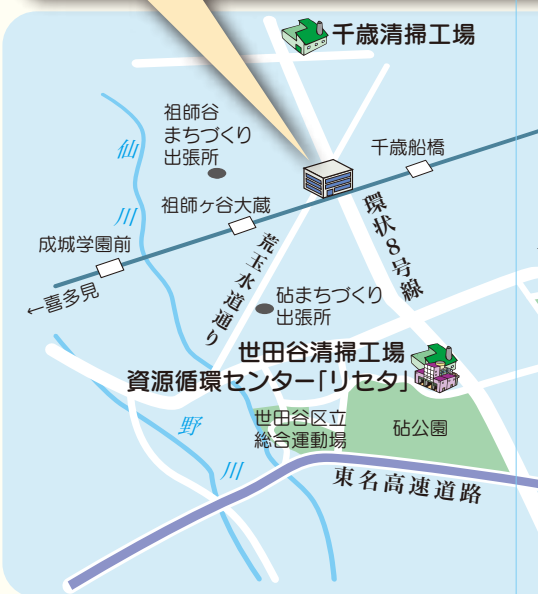 千歳清掃工場
祖師谷
まちづくり
出張所
仙川
千歳船橋
祖師ヶ谷大蔵
環状8号線
成城学園前
荒玉水道通り
←喜多見
砧まちづくり
出張所
世田谷清掃工場
資源循環センター「リセタ」
世田谷区立
総合運動場
砧公園
野川
東名高速道路